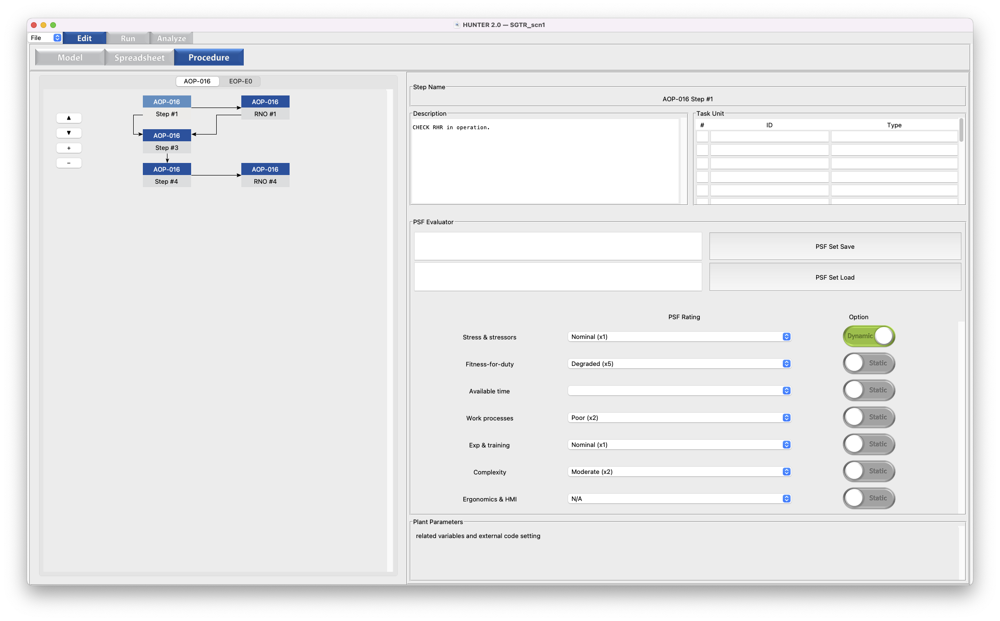 HUNTER 2.0 — SGTR_scn1
File
Edit
Run
Analyze
Model
Spreadsheet
Procedure
AOP-016
EOP-E0
AOP-016
Step #1
AOP-016
RNO #1
AOP-016
Step #3
AOP-016
Step #4
AOP-016
RNO #4
▲
▼
+
−
Step Name
AOP-016 Step #1
Description
CHECK RHR in operation.
Task Unit
# ID Type
PSF Evaluator
PSF Set Save
PSF Set Load
PSF Rating Option
Stress & stressors Nominal (x1) Dynamic
Fitness-for-duty Degraded (x5) Static
Available time Static
Work processes Poor (x2) Static
Exp & training Nominal (x1) Static
Complexity Moderate (x2) Static
Ergonomics & HMI N/A Static
Plant Parameters
related variables and external code setting